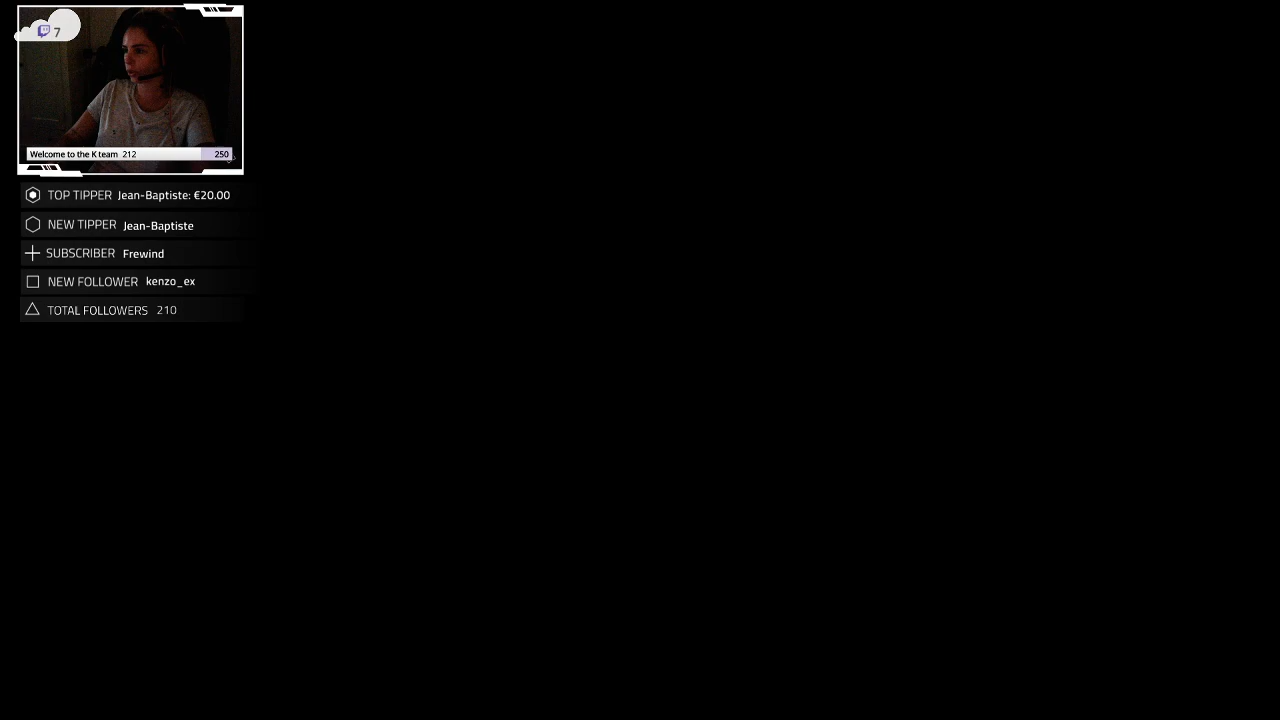 7
Welcome to the K team 212 250
TOP TIPPER Jean-Baptiste: €20.00
NEW TIPPER Jean-Baptiste
SUBSCRIBER Frewind
NEW FOLLOWER kenzo_ex
TOTAL FOLLOWERS 210